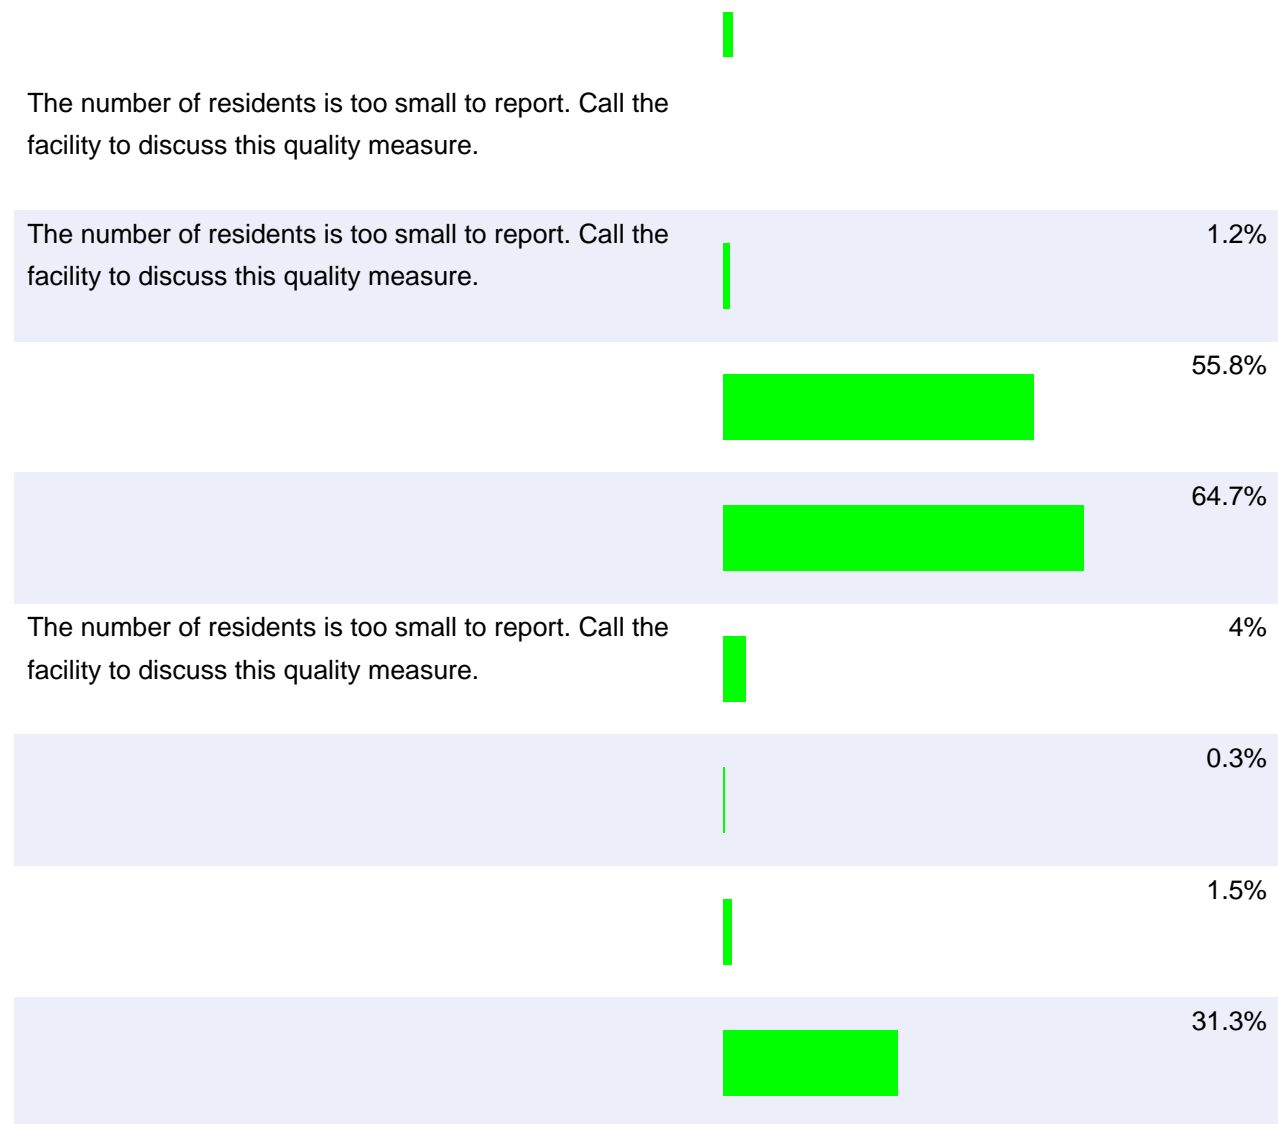 The number of residents is too small to report. Call the
facility to discuss this quality measure.
The number of residents is too small to report. Call the
facility to discuss this quality measure.
1.2%
55.8%
64.7%
The number of residents is too small to report. Call the
facility to discuss this quality measure.
4%
0.3%
1.5%
31.3%